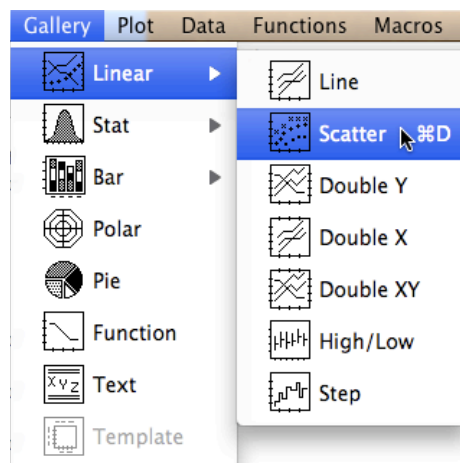 Gallery Plot Data Functions Macros
Linear
Stat
Bar
Polar
Pie
Function
XYZ Text
Template
Line
Scatter ⌘D
Double Y
Double X
Double XY
High/Low
Step